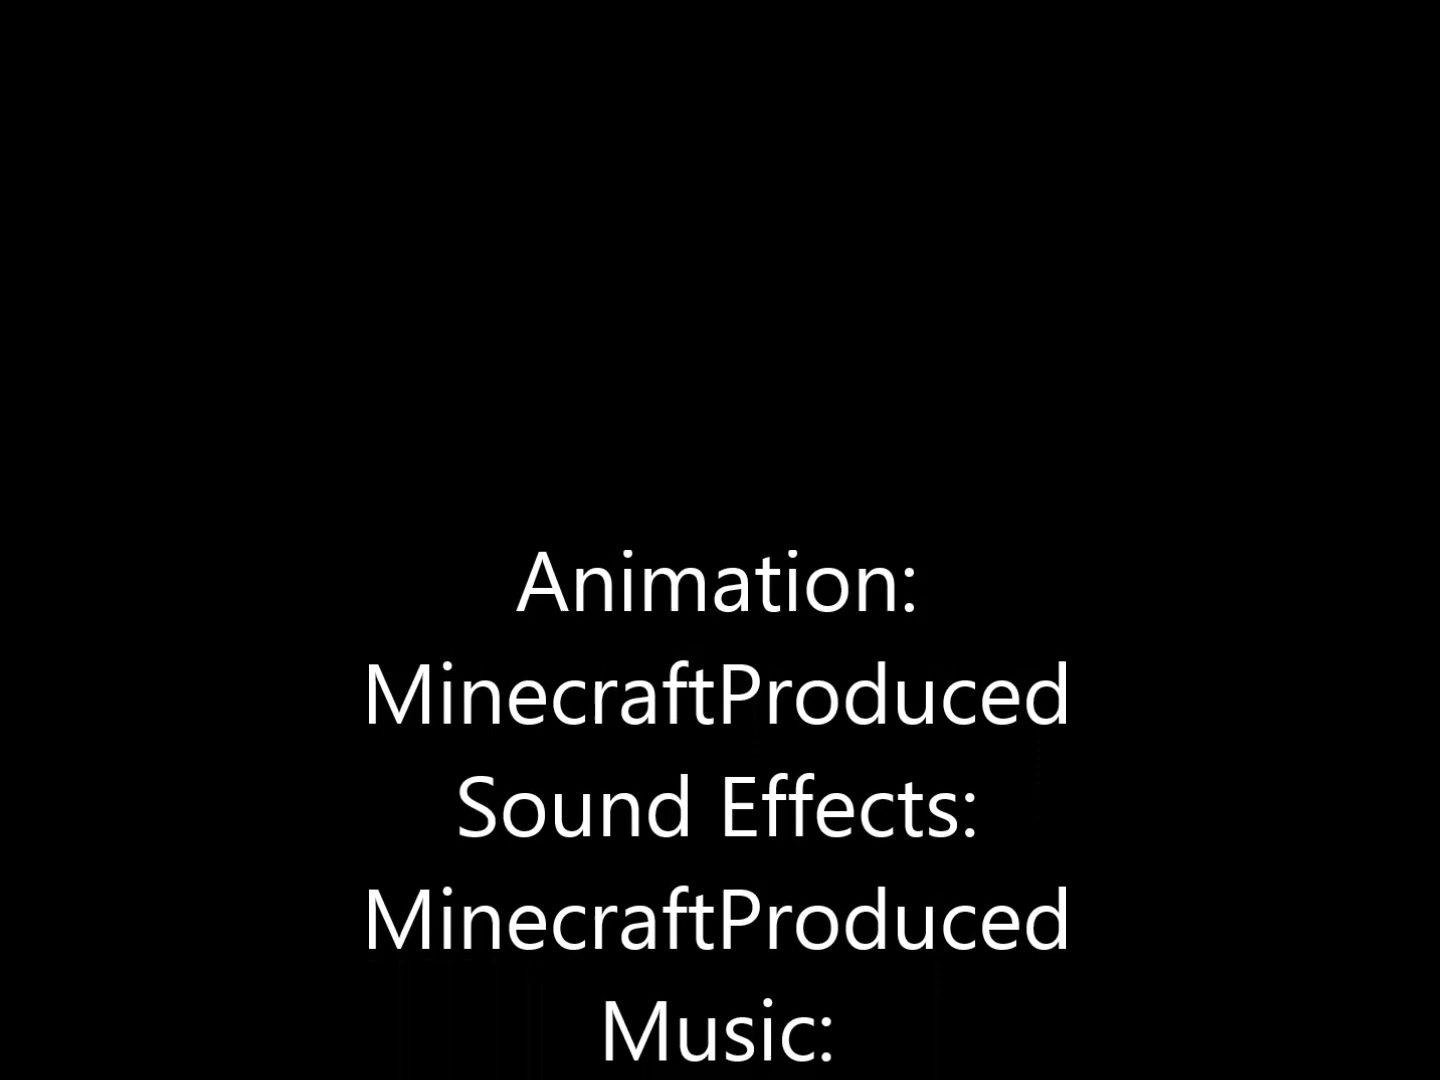 Animation:
MinecraftProduced
Sound Effects:
MinecraftProduced
Music: